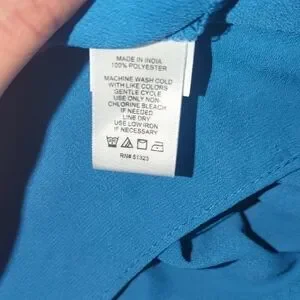 MADE IN INDIA
100% POLYESTER
MACHINE WASH COLD
WITH LIKE COLORS
GENTLE CYCLE
USE ONLY NON-
CHLORINE BLEACH
IF NEEDED
LINE DRY
USE LOW IRON
IF NECESSARY
RN# 51323